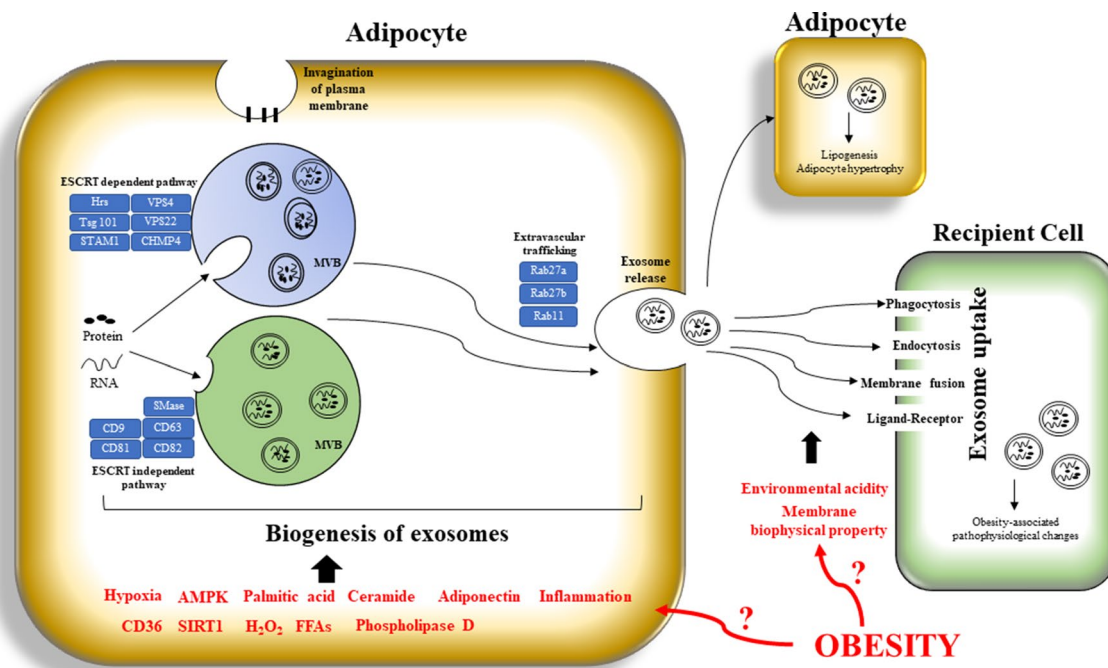 Adipocyte
Invagination
of plasma
membrane
ESCRT dependent pathway
Hrs VPS4
Tsg 101 VPS22
STAM1 CHMP4
MVB
Protein
RNA
SMase
CD9 CD63
CD81 CD82
ESCRT independent
pathway
MVB
Extravascular
trafficking
Rab27a
Rab27b
Rab11
Exosome
release
Biogenesis of exosomes
Hypoxia AMPK Palmitic acid Ceramide Adiponectin Inflammation
CD36 SIRT1 H₂O₂ FFAs Phospholipase D
Adipocyte
Lipogenesis
Adipocyte hypertrophy
Recipient Cell
Phagocytosis
Endocytosis
Membrane fusion
Ligand-Receptor
Exosome uptake
Obesity-associated
pathophysiological changes
Environmental acidity
Membrane
biophysical property
?
?
OBESITY